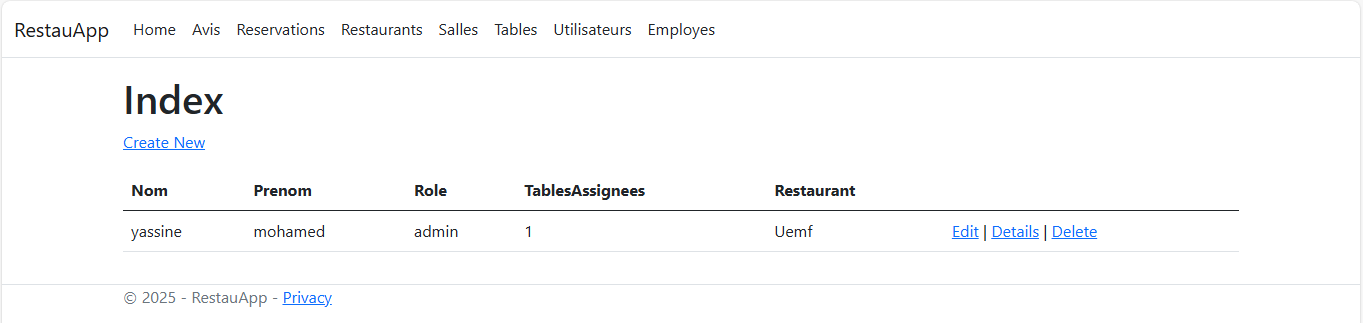 RestauApp Home Avis Reservations Restaurants Salles Tables Utilisateurs Employes
Index
Create New
Nom Prenom Role TablesAssignees Restaurant
yassine mohamed admin 1 Uemf Edit | Details | Delete
© 2025 - RestauApp - Privacy